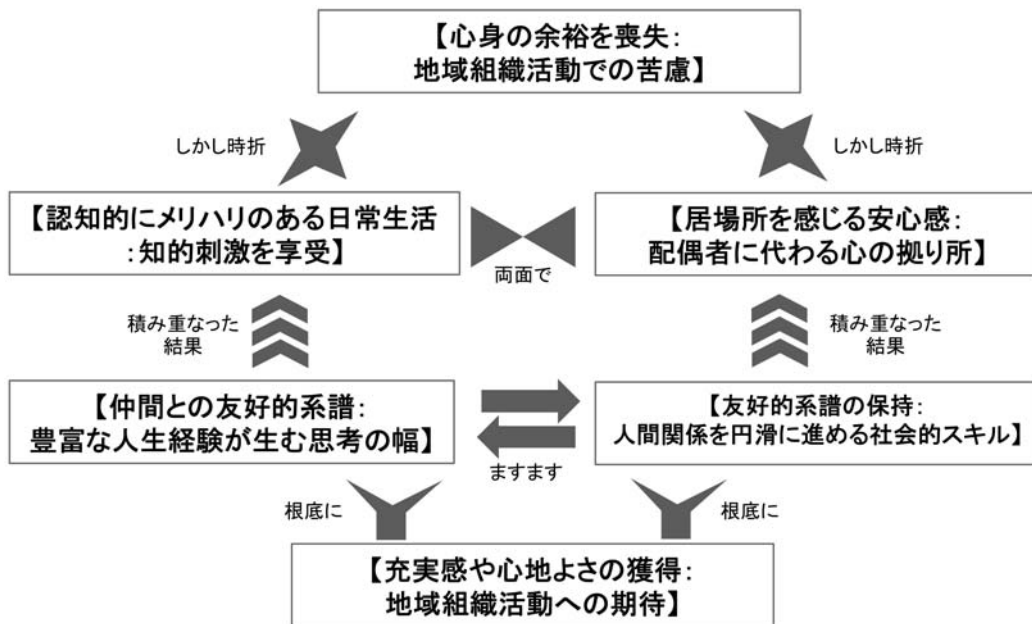 【心身の余裕を喪失：
地域組織活動での苦慮】
しかし時折
しかし時折
【認知的にメリハリのある日常生活
：知的刺激を享受】
両面で
【居場所を感じる安心感：
配偶者に代わる心の拠り所】
積み重なった
結果
積み重なった
結果
【仲間との友好的系譜：
豊富な人生経験が生む思考の幅】
ますます
【友好的系譜の保持：
人間関係を円滑に進める社会的スキル】
根底に
根底に
【充実感や心地よさの獲得：
地域組織活動への期待】